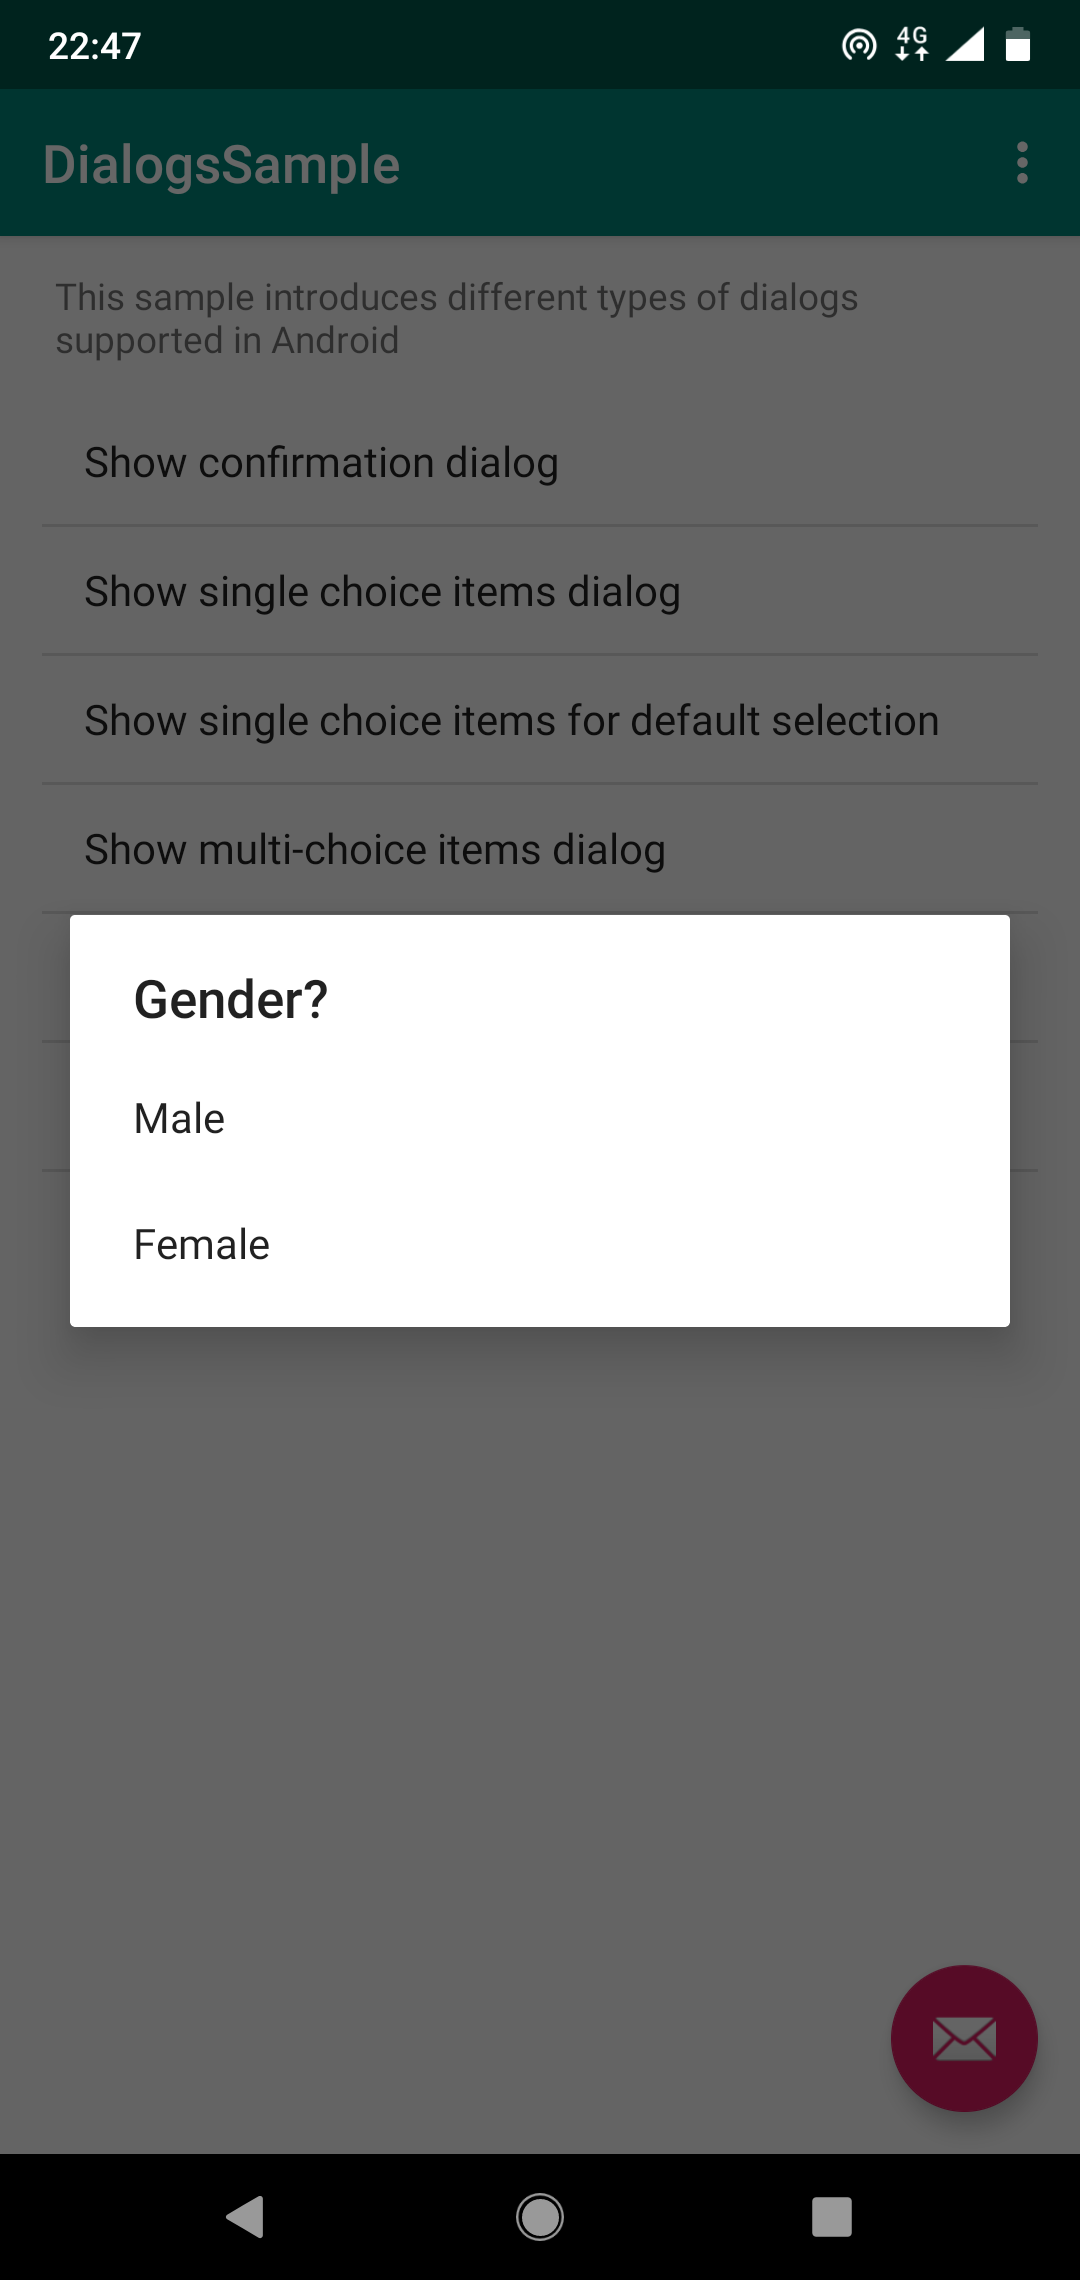 22:47
4G
DialogsSample
This sample introduces different types of dialogs
supported in Android
Show confirmation dialog
Show single choice items dialog
Show single choice items for default selection
Show multi-choice items dialog
Gender?
Male
Female